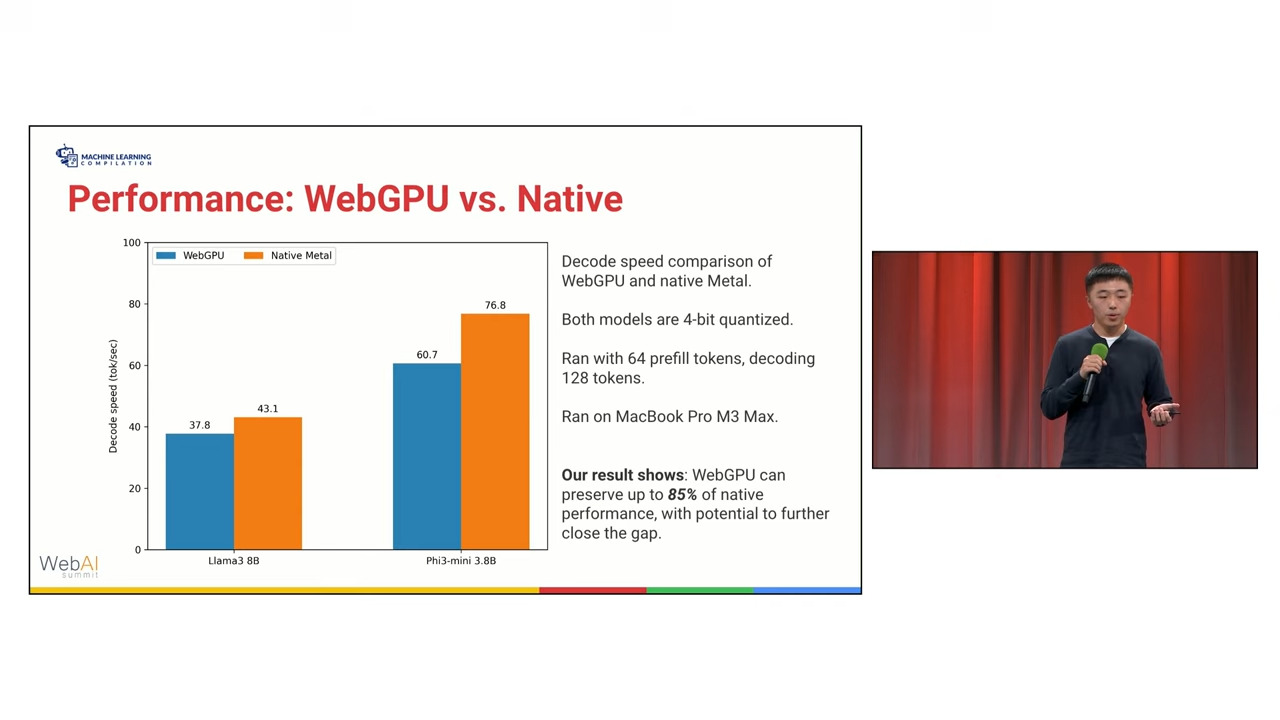 MACHINE LEARNING
COMPILATION
Performance: WebGPU vs. Native
100
80
60
40
20
0
Decode speed (tok/sec)
WebGPU
Native Metal
37.8
43.1
60.7
76.8
Llama3 8B
Phi3-mini 3.8B
Decode speed comparison of
WebGPU and native Metal.
Both models are 4-bit quantized.
Ran with 64 prefill tokens, decoding
128 tokens.
Ran on MacBook Pro M3 Max.
Our result shows: WebGPU can
preserve up to 85% of native
performance, with potential to further
close the gap.
WebAI
summit